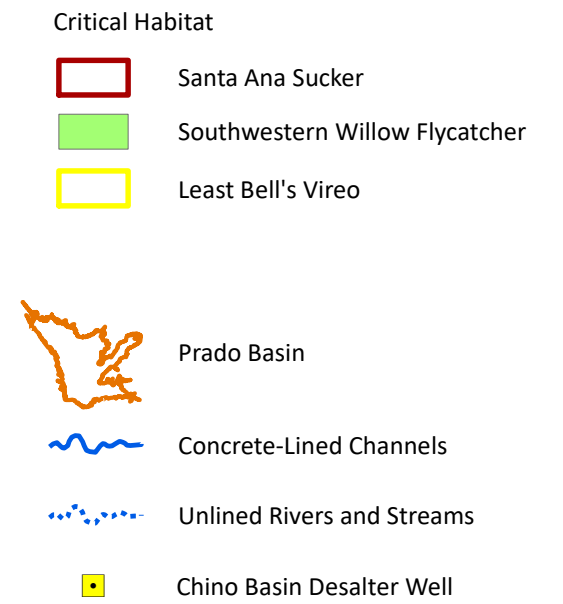 Critical Habitat
Santa Ana Sucker
Southwestern Willow Flycatcher
Least Bell's Vireo
Prado Basin
Concrete-Lined Channels
Unlined Rivers and Streams
Chino Basin Desalter Well